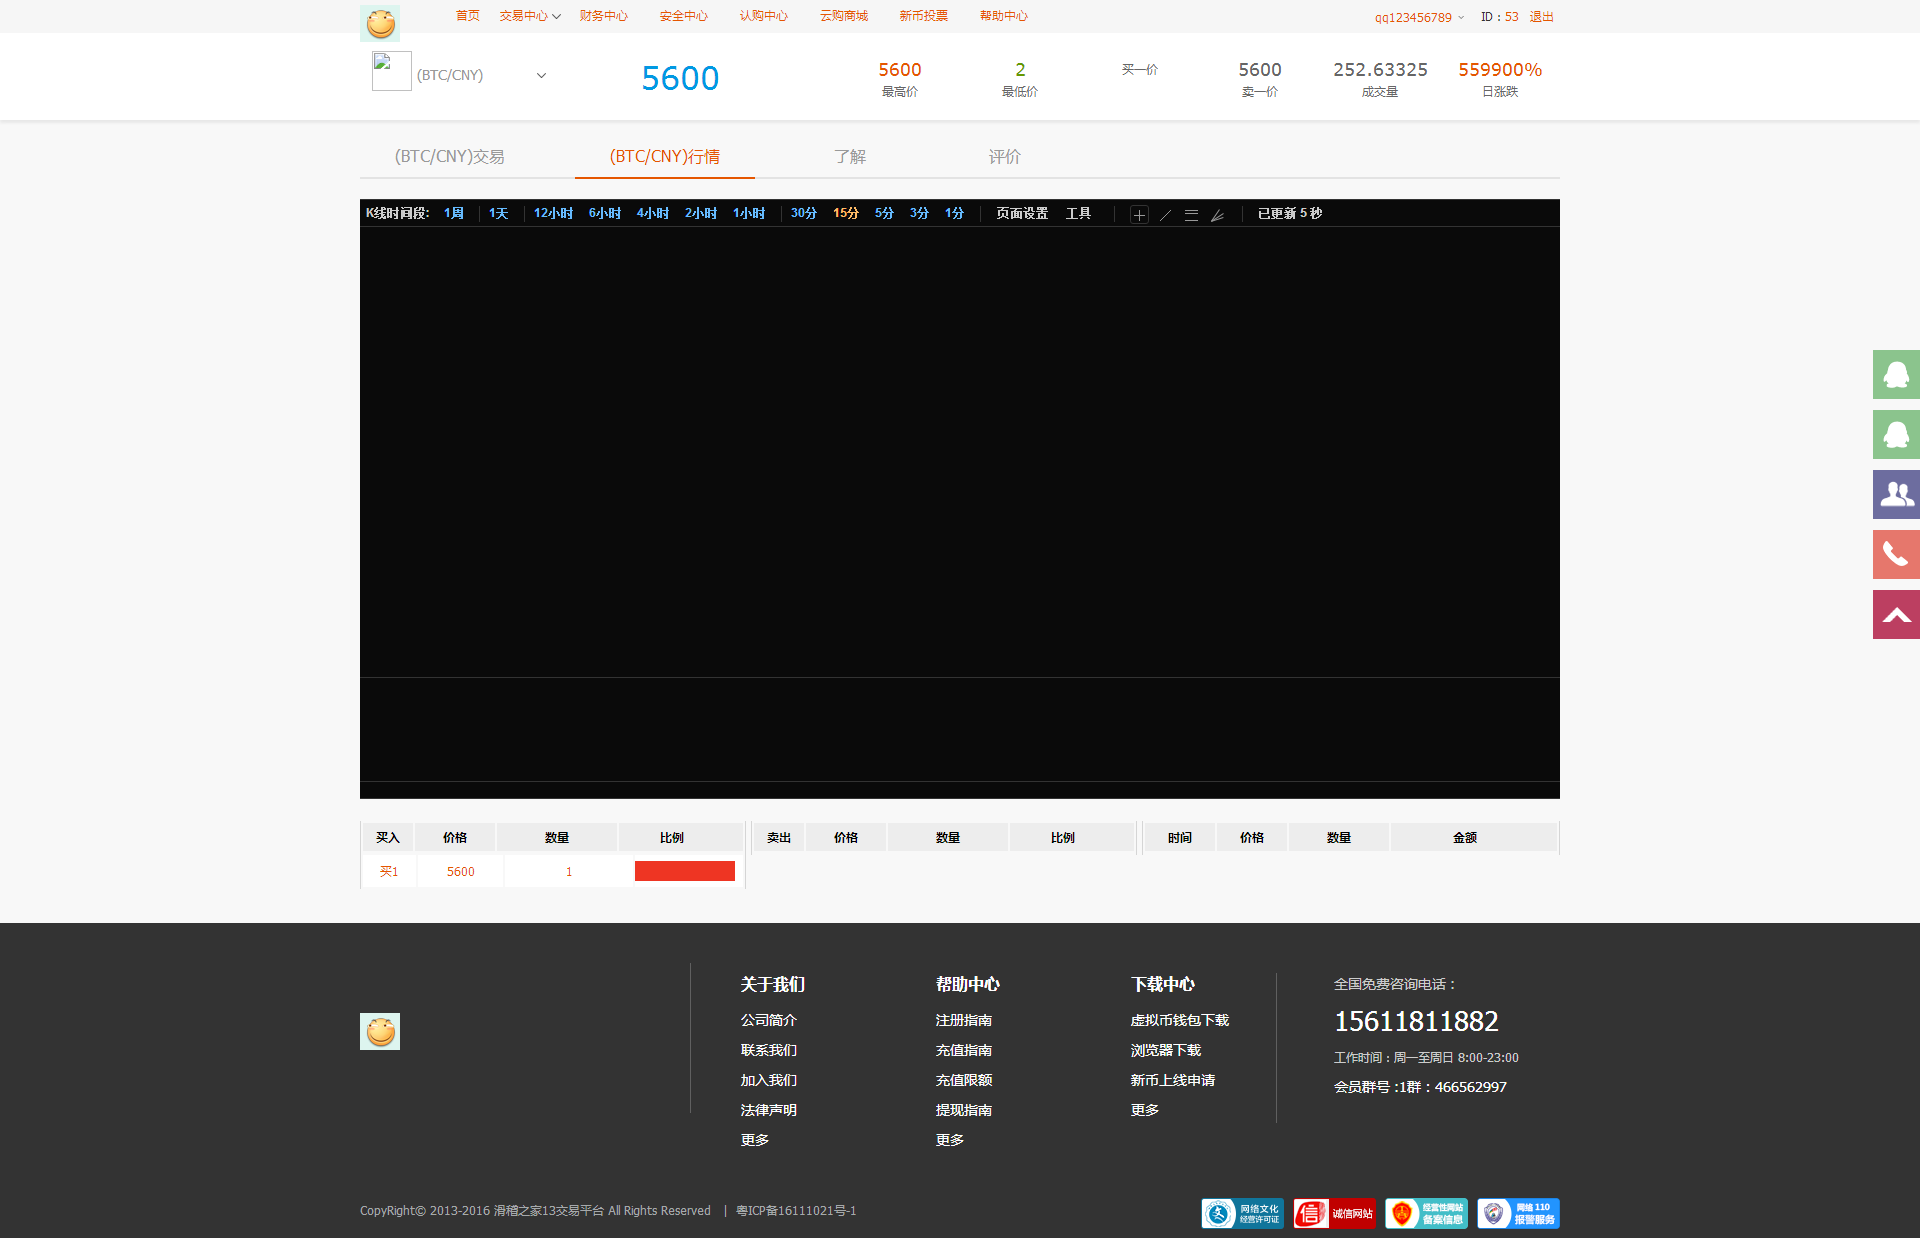 首页 交易中心 财务中心 安全中心 认购中心 云购商城 新币投票 帮助中心 qq123456789 ID：53 退出
(BTC/CNY) 5600 5600 2 买一价 5600 252.63325 559900%
最高价 最低价 卖一价 成交量 日涨跌
(BTC/CNY)交易 (BTC/CNY)行情 了解 评价
K线时间段: 1周 1天 12小时 6小时 4小时 2小时 1小时 30分 15分 5分 3分 1分 页面设置 工具 已更新 5 秒
买入 价格 数量 比例 卖出 价格 数量 比例 时间 价格 数量 金额
买1 5600 1
关于我们 帮助中心 下载中心 全国免费咨询电话：
公司简介 注册指南 虚拟币钱包下载 15611811882
联系我们 充值指南 浏览器下载 工作时间：周一至周日 8:00-23:00
加入我们 充值限额 新币上线申请 会员群号 :1群：466562997
法律声明 提现指南 更多
更多 更多
CopyRight© 2013-2016 滑稽之家13交易平台 All Rights Reserved | 粤ICP备16111021号-1
网络文化 经营许可证 信 诚信网站 经营性网站 备案信息 网络 110 报警服务